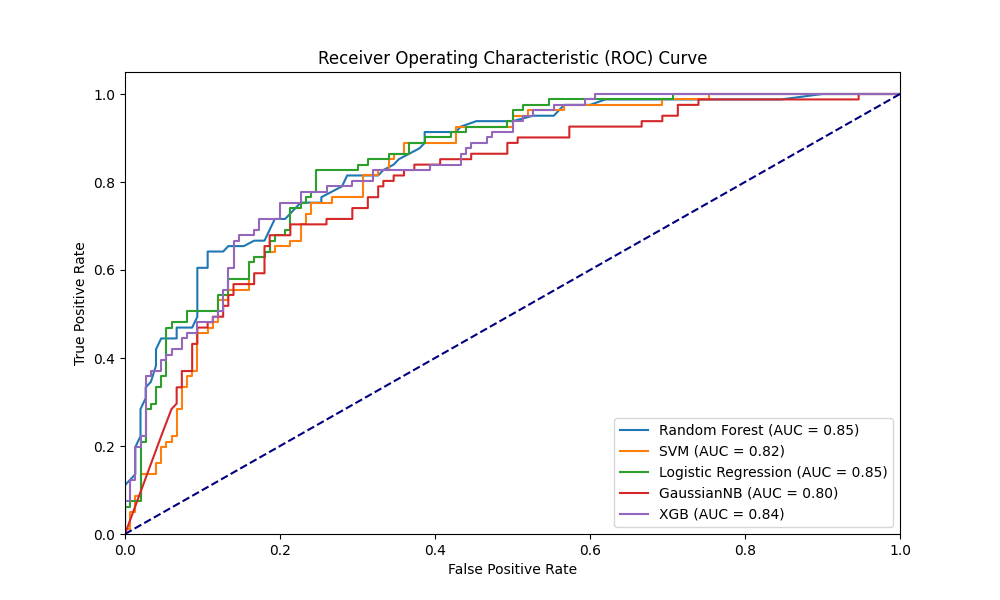 Receiver Operating Characteristic (ROC) Curve
True Positive Rate
1.0
0.8
0.6
0.4
0.2
0.0
0.0 0.2 0.4 0.6 0.8 1.0
False Positive Rate
Random Forest (AUC = 0.85)
SVM (AUC = 0.82)
Logistic Regression (AUC = 0.85)
GaussianNB (AUC = 0.80)
XGB (AUC = 0.84)